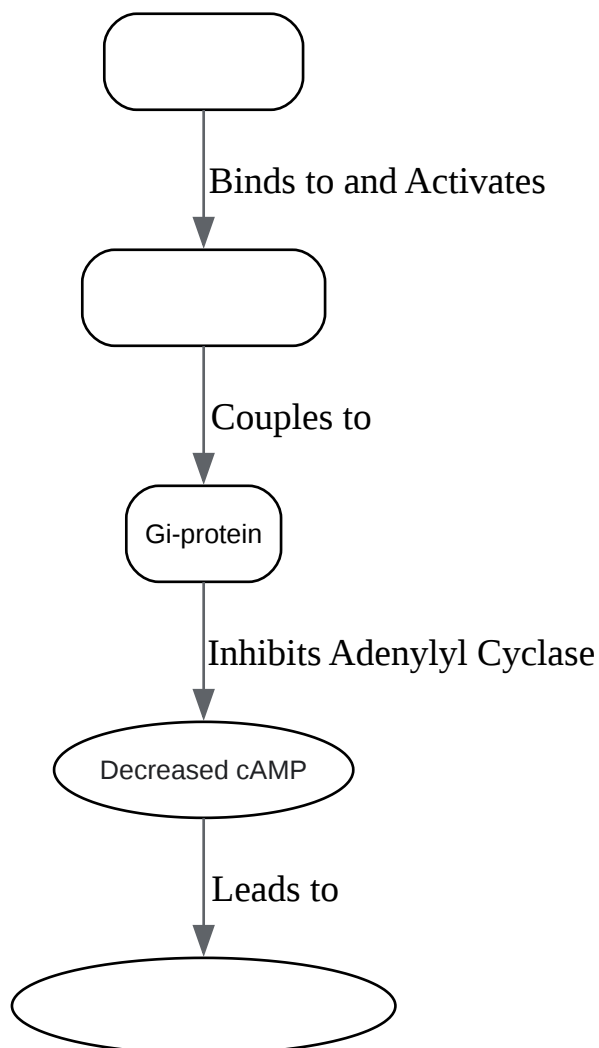 Binds to and Activates
Couples to
Gi-protein
Inhibits Adenylyl Cyclase
Decreased cAMP
Leads to